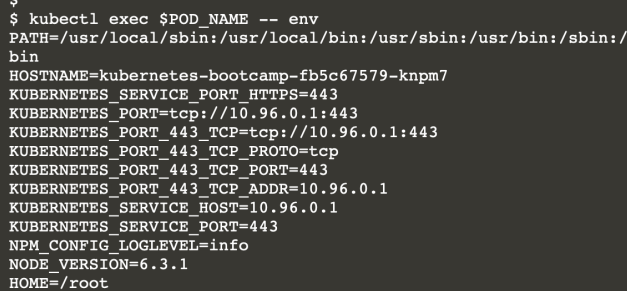 $
$ kubectl exec $POD_NAME -- env
PATH=/usr/local/sbin:/usr/local/bin:/usr/sbin:/usr/bin:/sbin:/
bin
HOSTNAME=kubernetes-bootcamp-fb5c67579-knpm7
KUBERNETES_SERVICE_PORT_HTTPS=443
KUBERNETES_PORT=tcp://10.96.0.1:443
KUBERNETES_PORT_443_TCP=tcp://10.96.0.1:443
KUBERNETES_PORT_443_TCP_PROTO=tcp
KUBERNETES_PORT_443_TCP_PORT=443
KUBERNETES_PORT_443_TCP_ADDR=10.96.0.1
KUBERNETES_SERVICE_HOST=10.96.0.1
KUBERNETES_SERVICE_PORT=443
NPM_CONFIG_LOGLEVEL=info
NODE_VERSION=6.3.1
HOME=/root